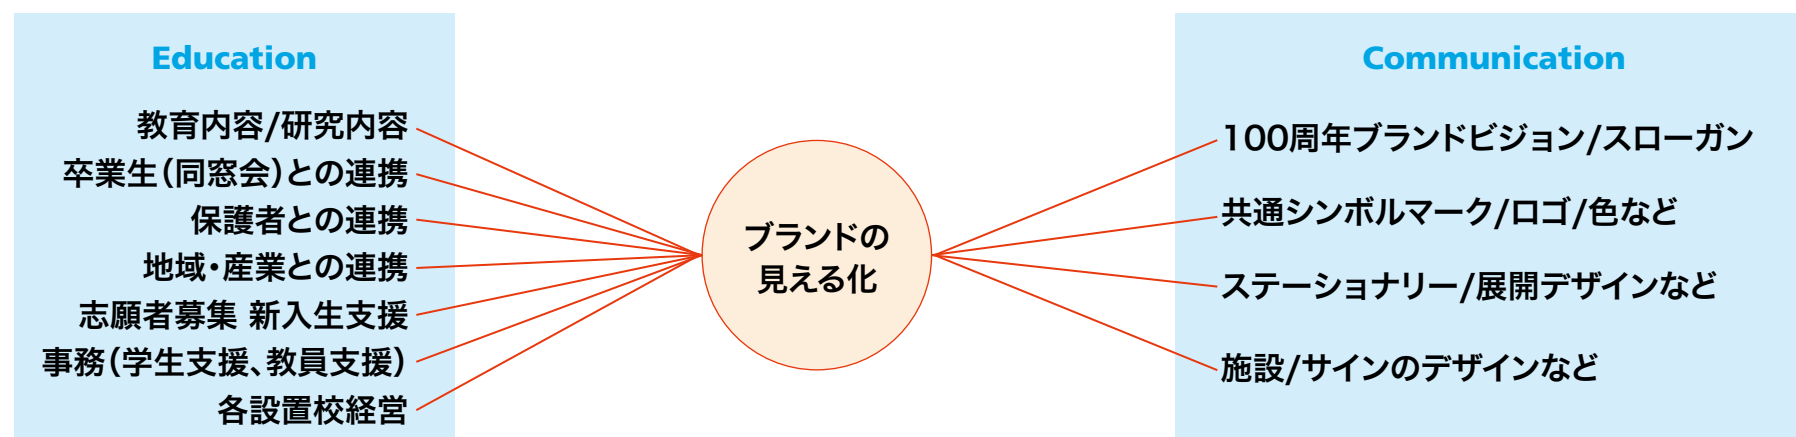 Education
教育内容/研究内容
卒業生(同窓会)との連携
保護者との連携
地域・産業との連携
志願者募集 新入生支援
事務(学生支援、教員支援)
各設置校経営
ブランドの
見える化
Communication
100周年ブランドビジョン/スローガン
共通シンボルマーク/ロゴ/色など
ステーショナリー/展開デザインなど
施設/サインのデザインなど